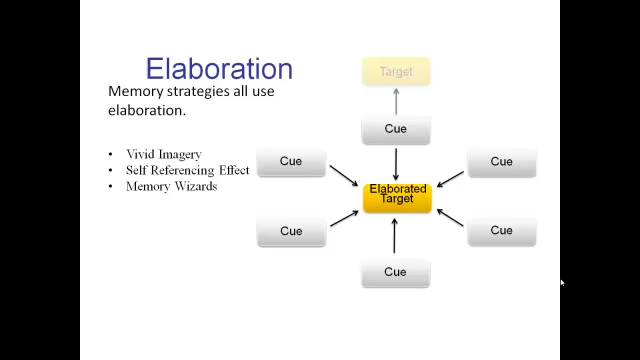 Elaboration
Memory strategies all use
elaboration.
• Vivid Imagery
• Self Referencing Effect
• Memory Wizards
Target
Cue
Cue
Cue
Elaborated
Target
Cue
Cue
Cue